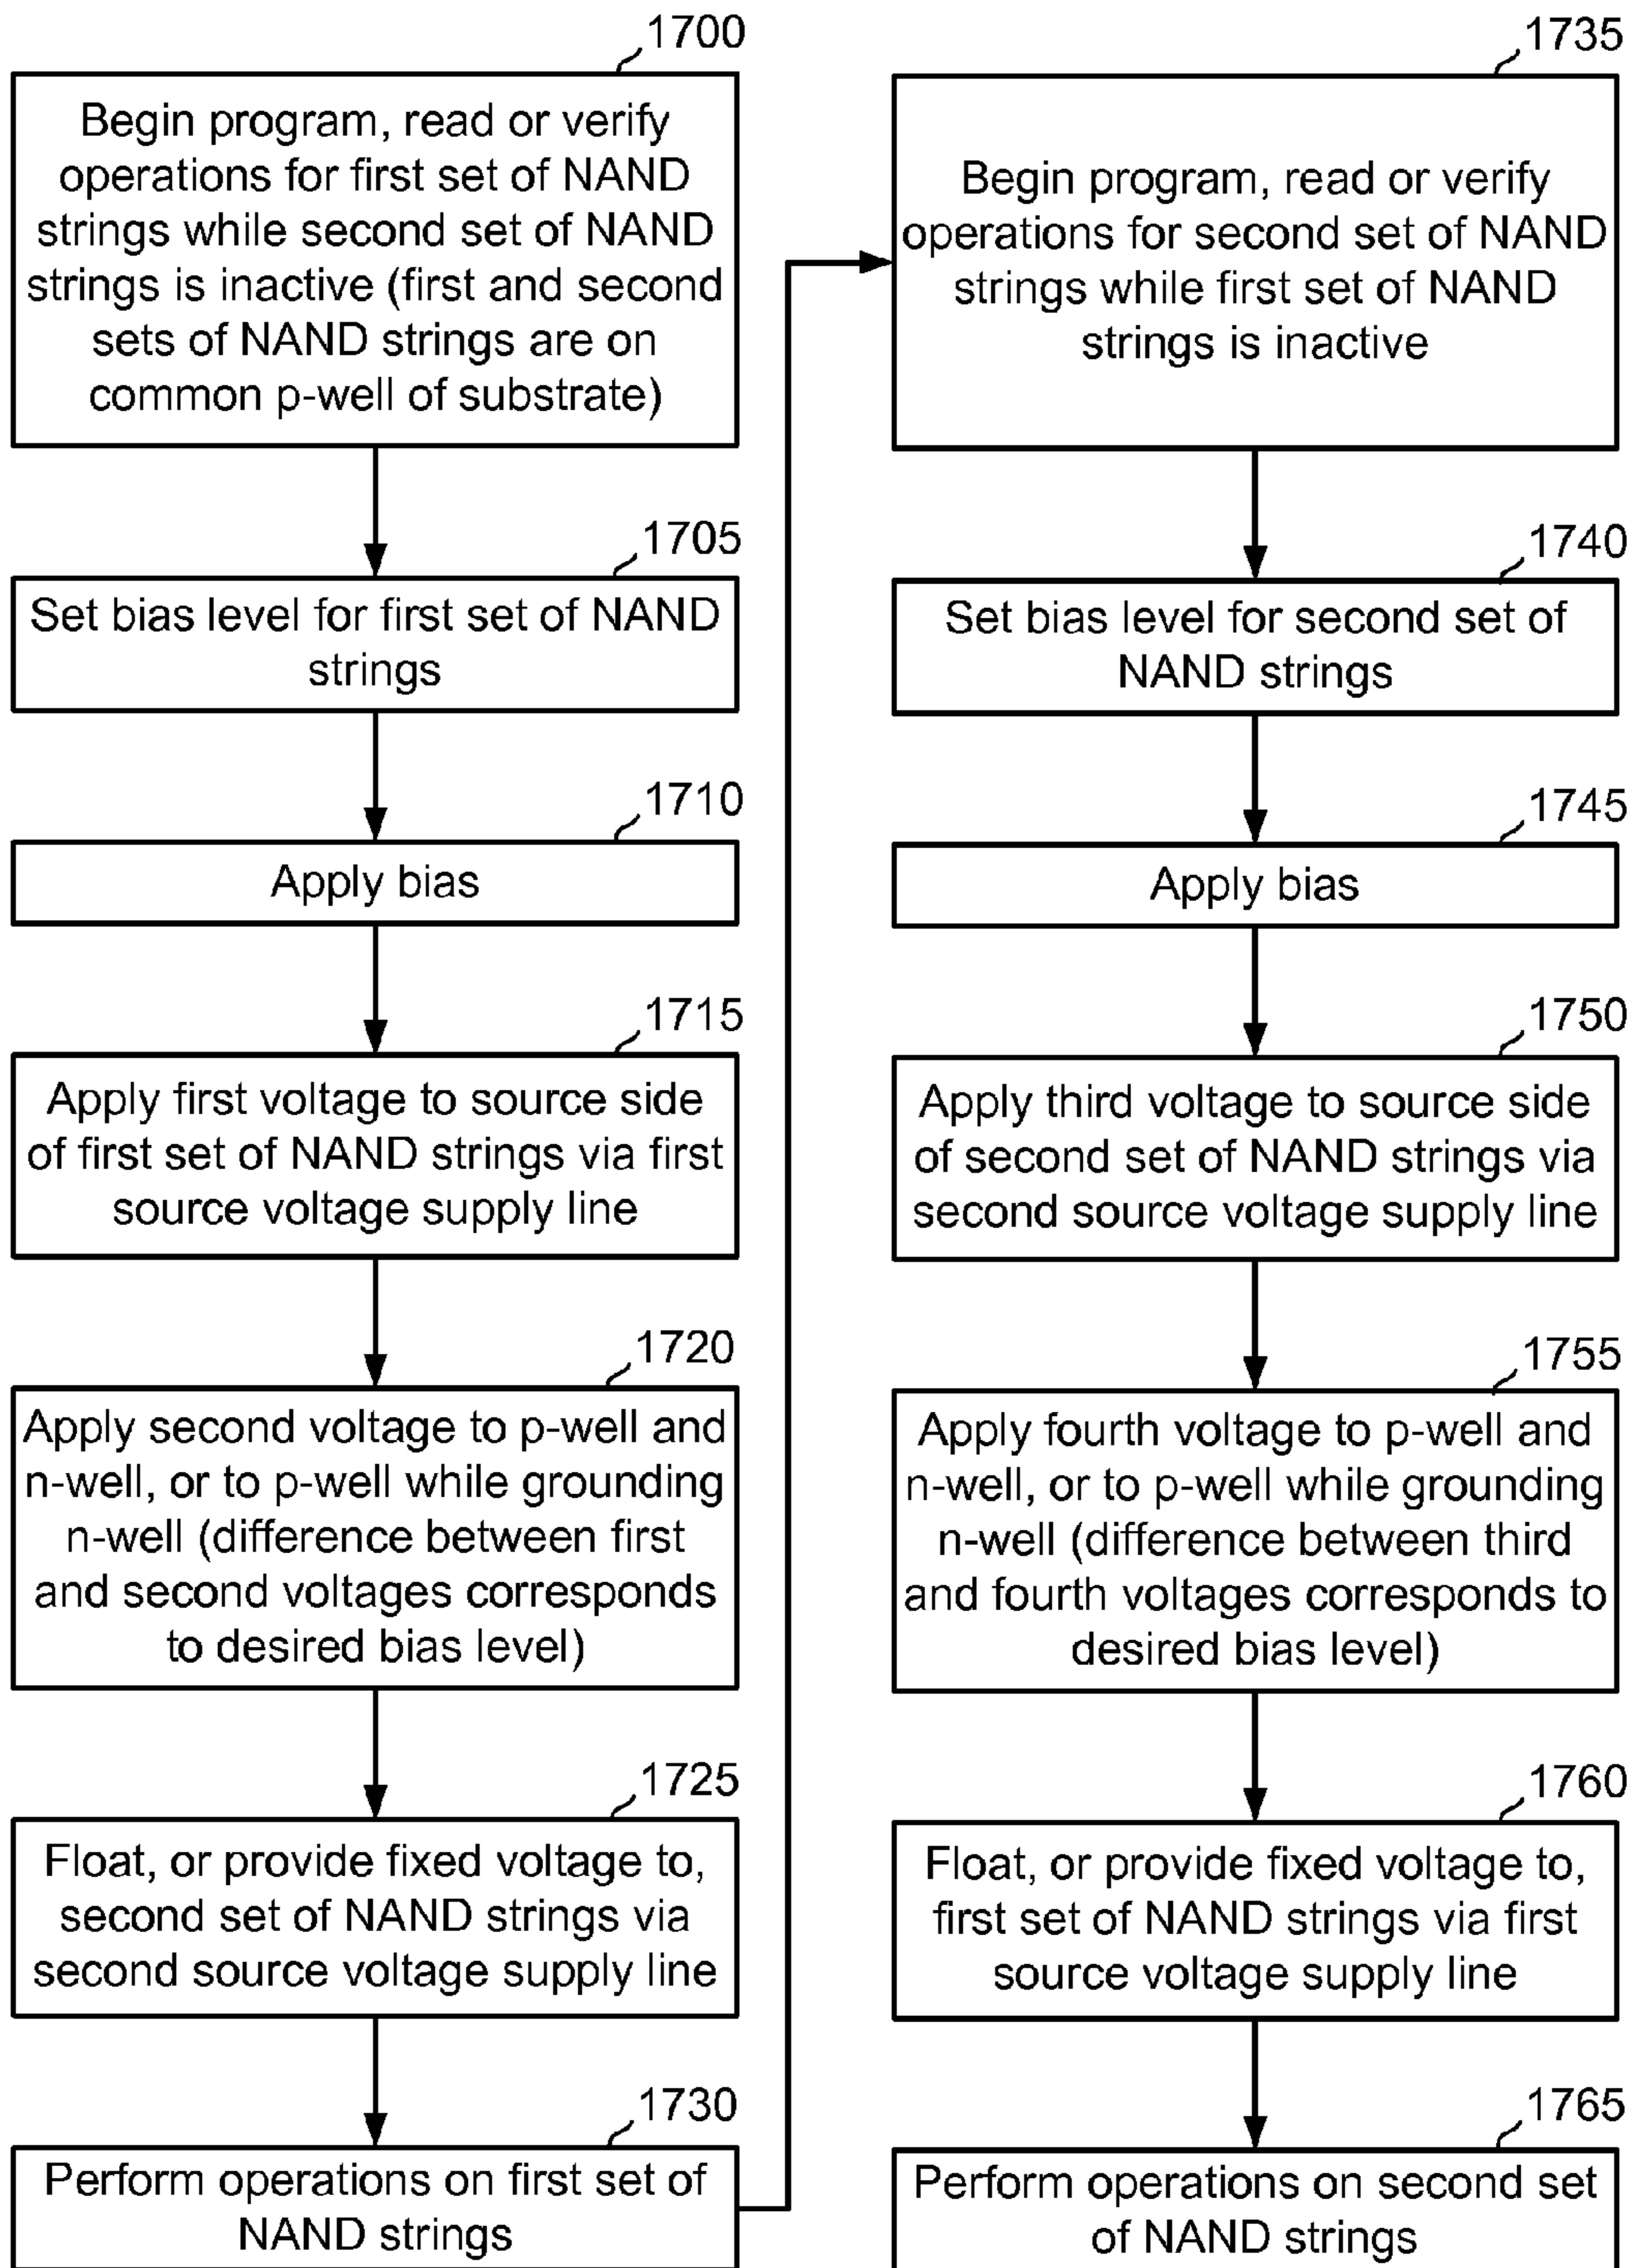 1700
Begin program, read or verify
operations for first set of NAND
strings while second set of NAND
strings is inactive (first and second
sets of NAND strings are on
common p-well of substrate)
1705
Set bias level for first set of NAND
strings
1710
Apply bias
1715
Apply first voltage to source side
of first set of NAND strings via first
source voltage supply line
1720
Apply second voltage to p-well and
n-well, or to p-well while grounding
n-well (difference between first
and second voltages corresponds
to desired bias level)
1725
Float, or provide fixed voltage to,
second set of NAND strings via
second source voltage supply line
1730
Perform operations on first set of
NAND strings
1735
Begin program, read or verify
operations for second set of NAND
strings while first set of NAND
strings is inactive
1740
Set bias level for second set of
NAND strings
1745
Apply bias
1750
Apply third voltage to source side
of second set of NAND strings via
second source voltage supply line
1755
Apply fourth voltage to p-well and
n-well, or to p-well while grounding
n-well (difference between third
and fourth voltages corresponds to
desired bias level)
1760
Float, or provide fixed voltage to,
first set of NAND strings via first
source voltage supply line
1765
Perform operations on second set
of NAND strings